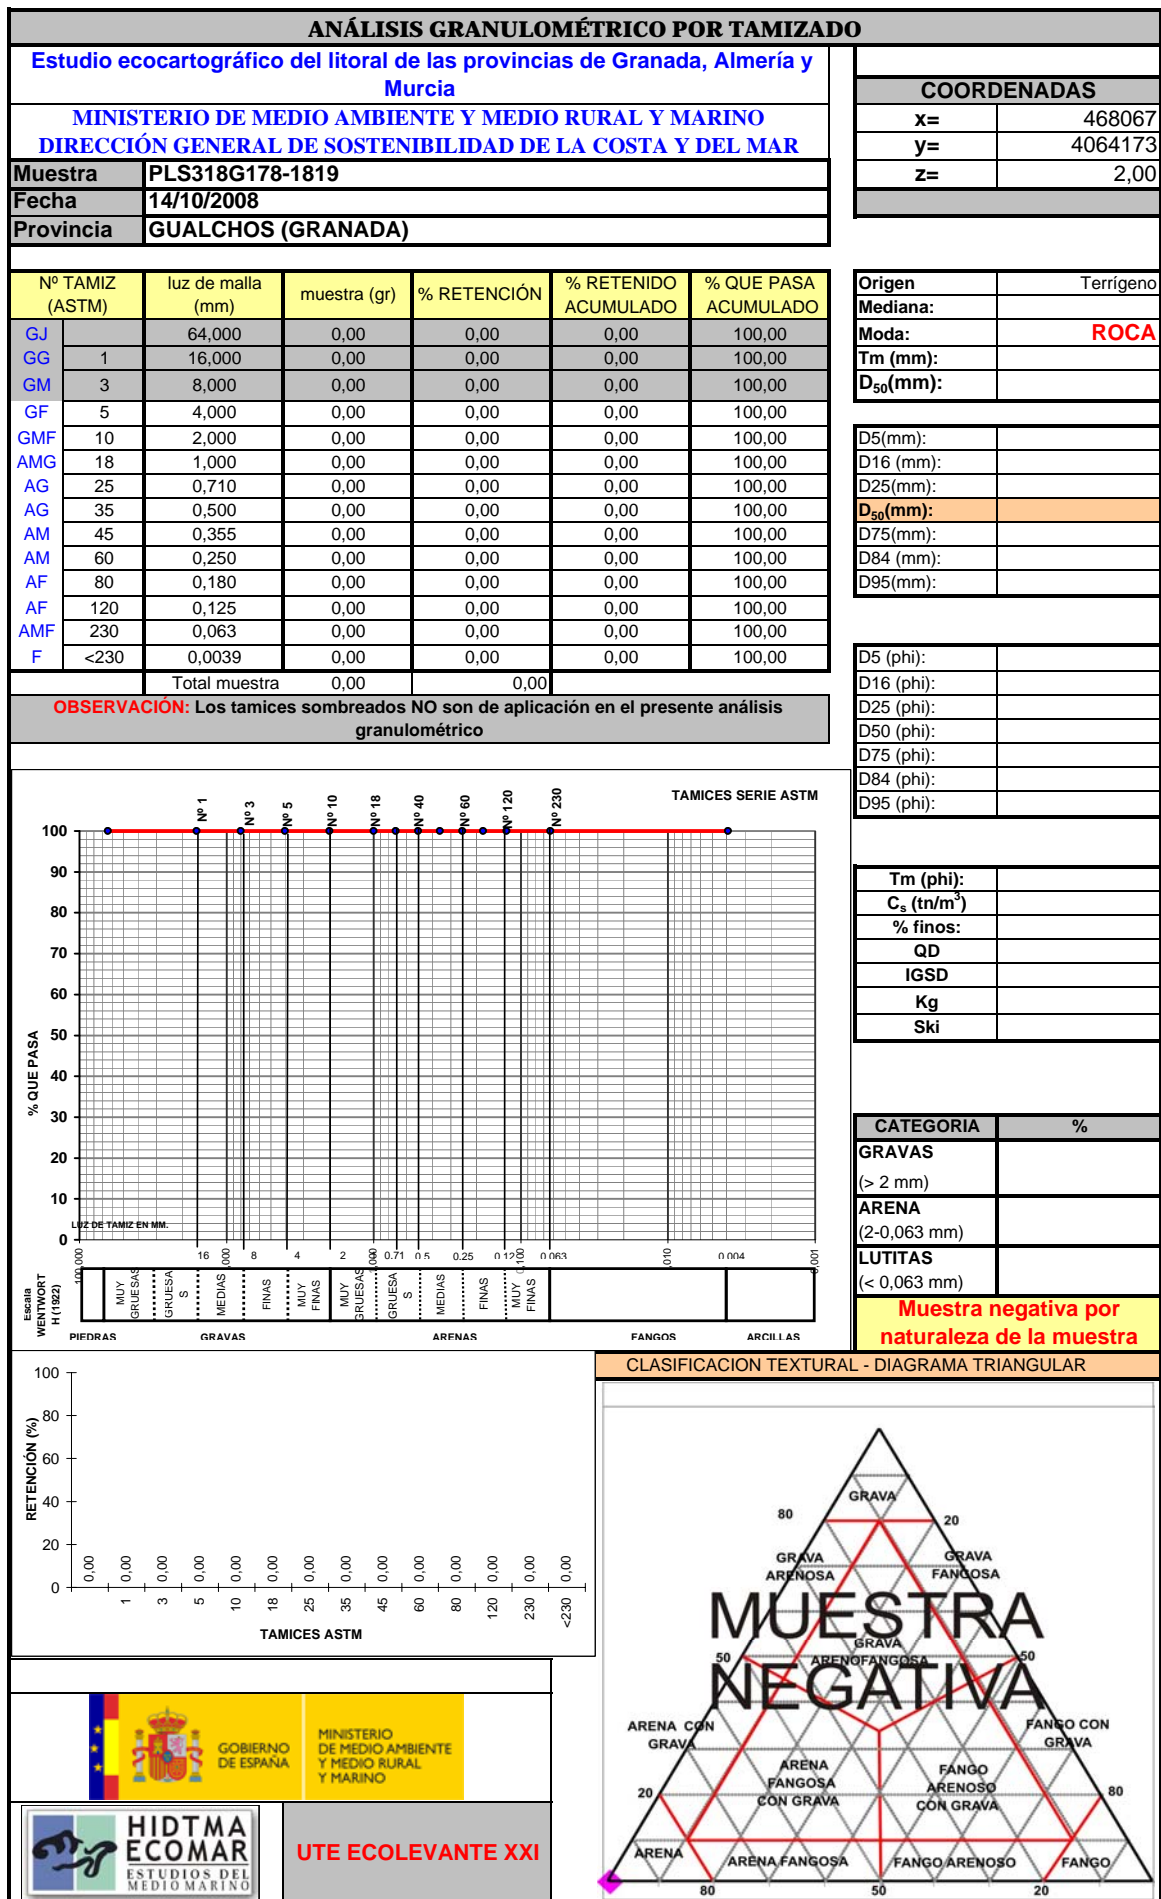 ANÁLISIS GRANULOMÉTRICO POR TAMIZADO
Estudio ecocartográfico del litoral de las provincias de Granada, Almería y
Murcia
MINISTERIO DE MEDIO AMBIENTE Y MEDIO RURAL Y MARINO
DIRECCIÓN GENERAL DE SOSTENIBILIDAD DE LA COSTA Y DEL MAR
Muestra PLS318G178-1819
Fecha 14/10/2008
Provincia GUALCHOS (GRANADA)
COORDENADAS
x= 468067
y= 4064173
z= 2,00
Nº TAMIZ (ASTM) luz de malla (mm) muestra (gr) % RETENCIÓN % RETENIDO ACUMULADO % QUE PASA ACUMULADO
GJ 64,000 0,00 0,00 0,00 100,00
GG 1 16,000 0,00 0,00 0,00 100,00
GM 3 8,000 0,00 0,00 0,00 100,00
GF 5 4,000 0,00 0,00 0,00 100,00
GMF 10 2,000 0,00 0,00 0,00 100,00
AMG 18 1,000 0,00 0,00 0,00 100,00
AG 25 0,710 0,00 0,00 0,00 100,00
AG 35 0,500 0,00 0,00 0,00 100,00
AM 45 0,355 0,00 0,00 0,00 100,00
AM 60 0,250 0,00 0,00 0,00 100,00
AF 80 0,180 0,00 0,00 0,00 100,00
AF 120 0,125 0,00 0,00 0,00 100,00
AMF 230 0,063 0,00 0,00 0,00 100,00
F <230 0,0039 0,00 0,00 0,00 100,00
Total muestra 0,00 0,00
OBSERVACIÓN: Los tamices sombreados NO son de aplicación en el presente análisis
granulométrico
Origen Terrígeno
Mediana:
Moda: ROCA
Tm (mm):
D50(mm):
D5(mm):
D16 (mm):
D25(mm):
D50(mm):
D75(mm):
D84 (mm):
D95(mm):
D5 (phi):
D16 (phi):
D25 (phi):
D50 (phi):
D75 (phi):
D84 (phi):
D95 (phi):
Tm (phi):
Cs (tn/m3)
% finos:
QD
IGSD
Kg
Ski
CATEGORIA %
GRAVAS
(> 2 mm)
ARENA
(2-0,063 mm)
LUTITAS
(< 0,063 mm)
Muestra negativa por
naturaleza de la muestra
TAMICES SERIE ASTM
Nº 1 Nº 3 Nº 5 Nº 10 Nº 18 Nº 40 Nº 60 Nº 120 Nº 230
% QUE PASA
100
90
80
70
60
50
40
30
20
10
0
LUZ DE TAMIZ EN MM.
16 8 4 2 0.71 0.5 0.25 0.12 0.063 0.004
100,000 0,100 0,001
Escala
WENTWORT
H (1922)
MUY GRUESAS
GRUESA S
MEDIAS
FINAS
MUY FINAS
MUY GRUESAS
GRUESA S
MEDIAS
FINAS
MUY FINAS
PIEDRAS GRAVAS ARENAS FANGOS ARCILLAS
RETENCIÓN (%)
100
80
60
40
20
0
0,00 0,00 0,00 0,00 0,00 0,00 0,00 0,00 0,00 0,00 0,00 0,00 0,00 0,00
1 3 5 10 18 25 35 45 60 80 120 230 <230
TAMICES ASTM
CLASIFICACION TEXTURAL - DIAGRAMA TRIANGULAR
GRAVA
80 20
GRAVA ARENOSA
GRAVA FANGOSA
MUESTRA
NEGATIVA
GRAVA
ARENOFANGOSA
50 50
ARENA CON GRAVA
FANGO CON GRAVA
ARENA
FANGOSA
CON GRAVA
FANGO
ARENOSO
CON GRAVA
20 80
ARENA
ARENA FANGOSA
FANGO ARENOSO
FANGO
80 50 20
GOBIERNO
DE ESPAÑA
MINISTERIO
DE MEDIO AMBIENTE
Y MEDIO RURAL
Y MARINO
HIDTMA
ECOMAR
ESTUDIOS DEL
MEDIO MARINO
UTE ECOLEVANTE XXI